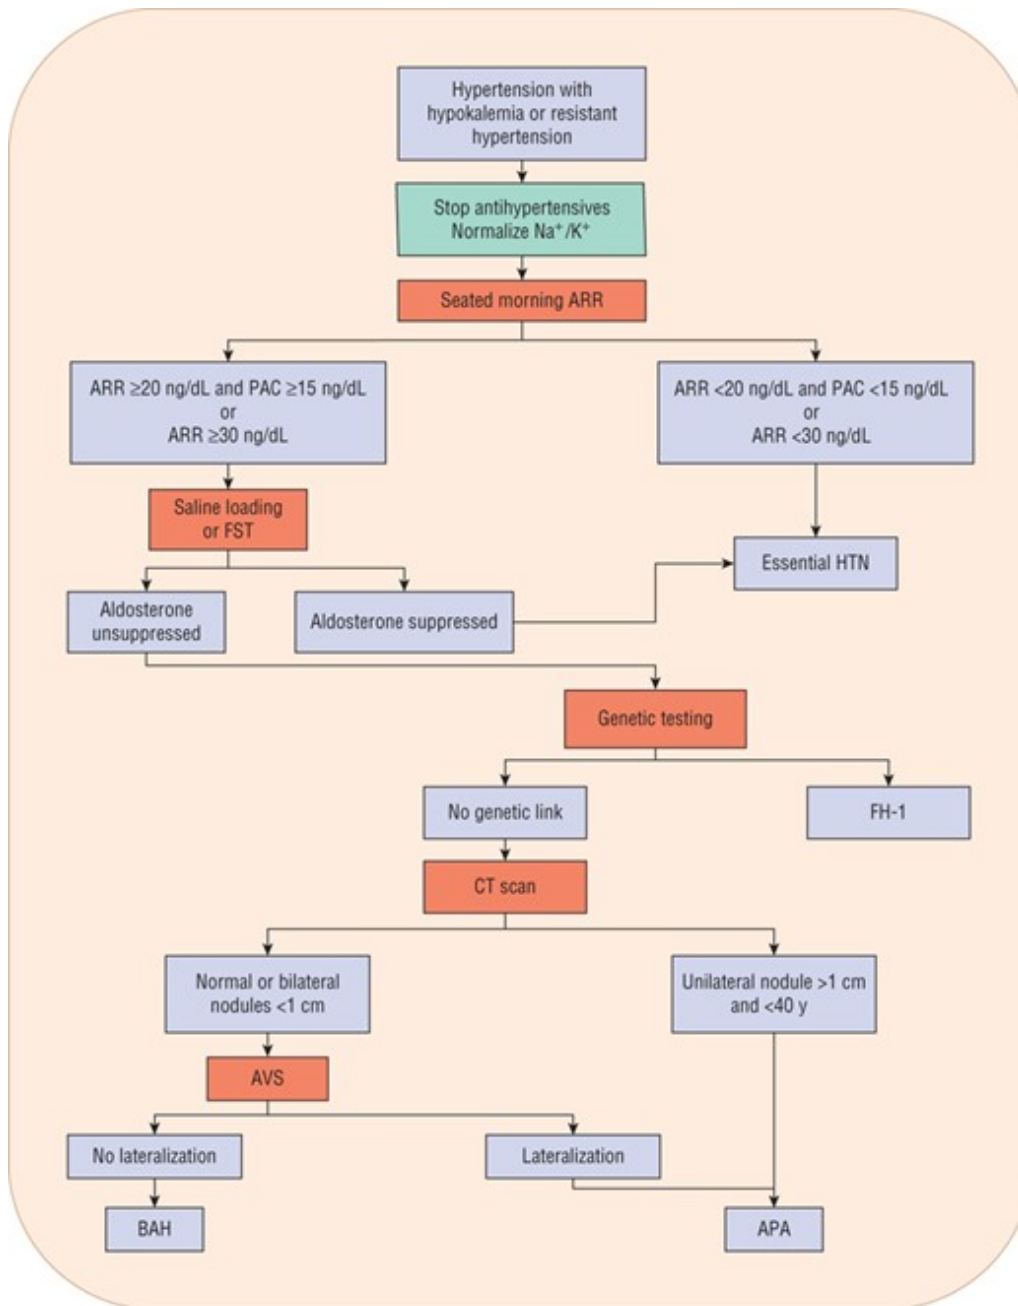 Hypertension with
hypokalemia or resistant
hypertension
Stop antihypertensives
Normalize Na⁺/K⁺
Seated morning ARR
ARR ≥20 ng/dL and PAC ≥15 ng/dL
or
ARR ≥30 ng/dL
ARR <20 ng/dL and PAC <15 ng/dL
or
ARR <30 ng/dL
Saline loading
or FST
Essential HTN
Aldosterone
unsuppressed
Aldosterone suppressed
Genetic testing
No genetic link
FH-1
CT scan
Normal or bilateral
nodules <1 cm
Unilateral nodule >1 cm
and <40 y
AVS
No lateralization
Lateralization
BAH
APA